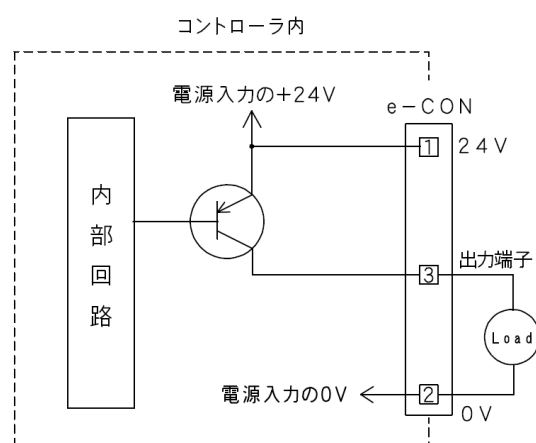 コントローラ内
電源入力の+24V
e-CON
1
24V
内部回路
3
出力端子
Load
電源入力の0V
2
0V